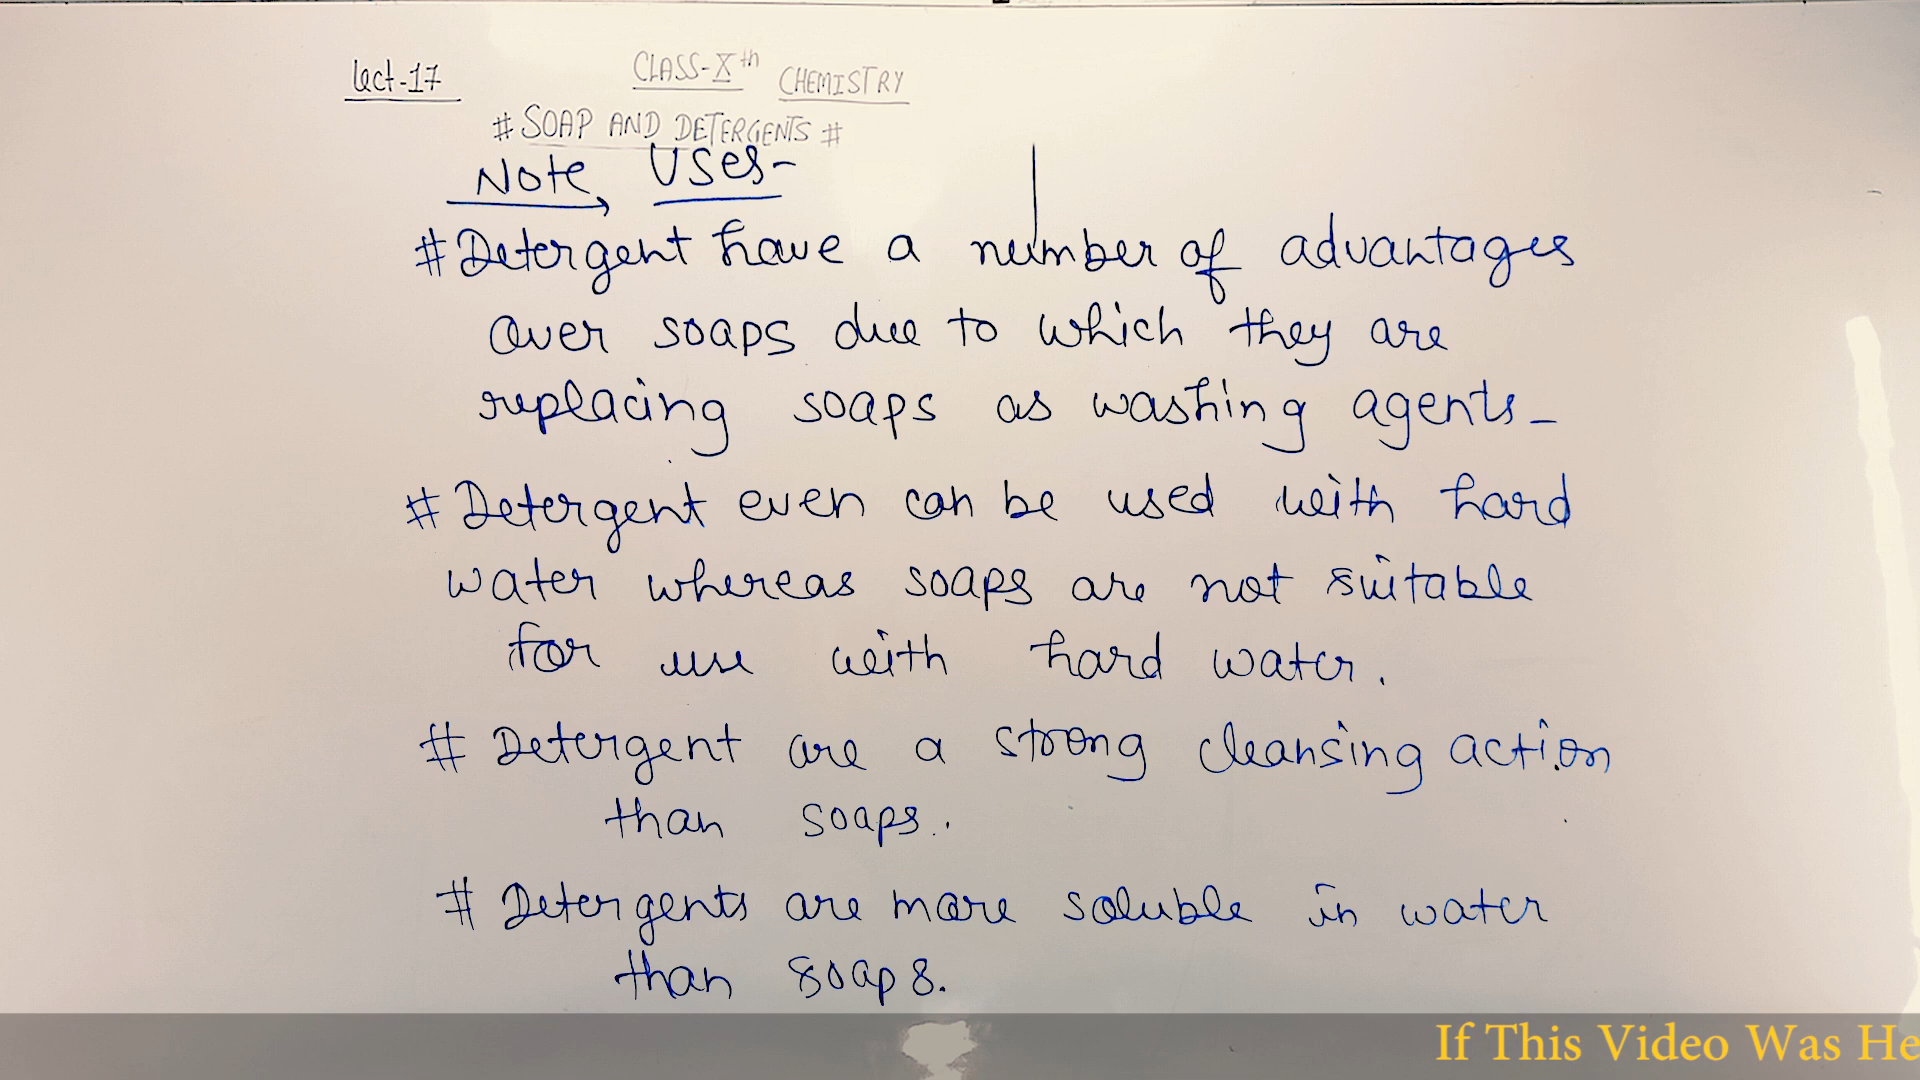 Lect-17 CLASS-Xth CHEMISTRY
# SOAP AND DETERGENTS #
Note Uses-
# Detergent have a number of advantages
over soaps due to which they are
replacing soaps as washing agents-
# Detergent even can be used with hard
water whereas soaps are not suitable
for use with hard water.
# Detergent are a strong cleansing action
than soaps.
# Detergents are more soluble in water
than soaps.
If This Video Was He